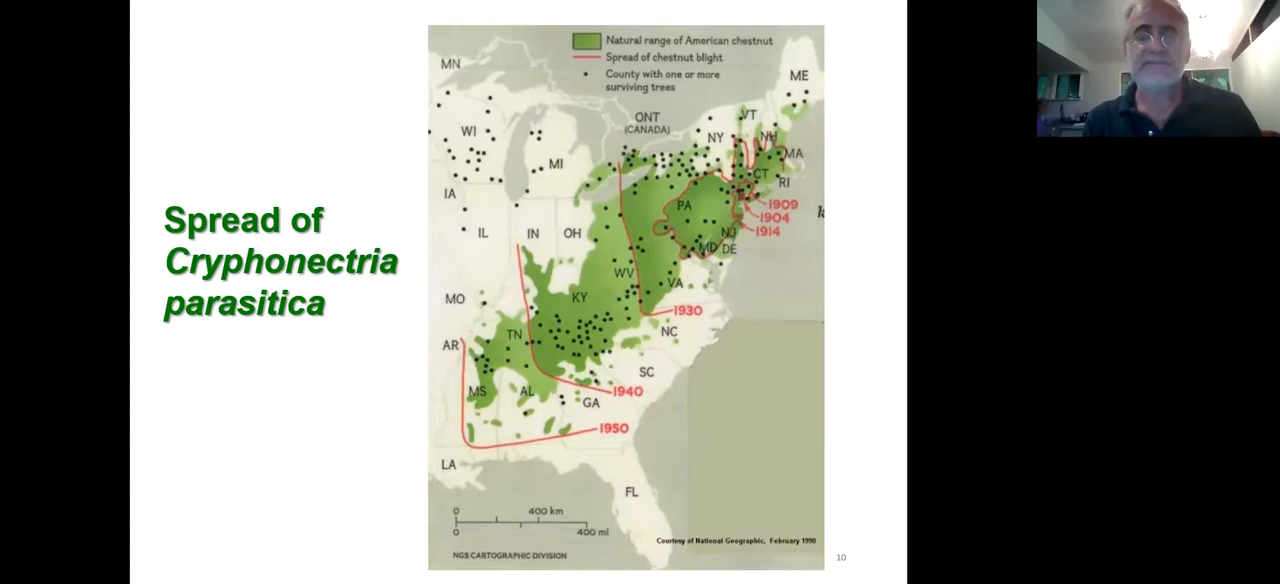 Spread of
Cryphonectria
parasitica
Natural range of American chestnut
Spread of chestnut blight
County with one or more
surviving trees
MN
ME
ONT
(CANADA)
VT
WI
NY
NH
MI
MA
CT
RI
IA
PA
1909
1904
IL
IN
OH
NJ
1914
MD
DE
WV
VA
MO
KY
1930
TN
NC
AR
SC
MS
AL
1940
GA
1950
LA
FL
0 400 km
0 400 mi
Courtesy of National Geographic, February 1990
NGS CARTOGRAPHIC DIVISION
10